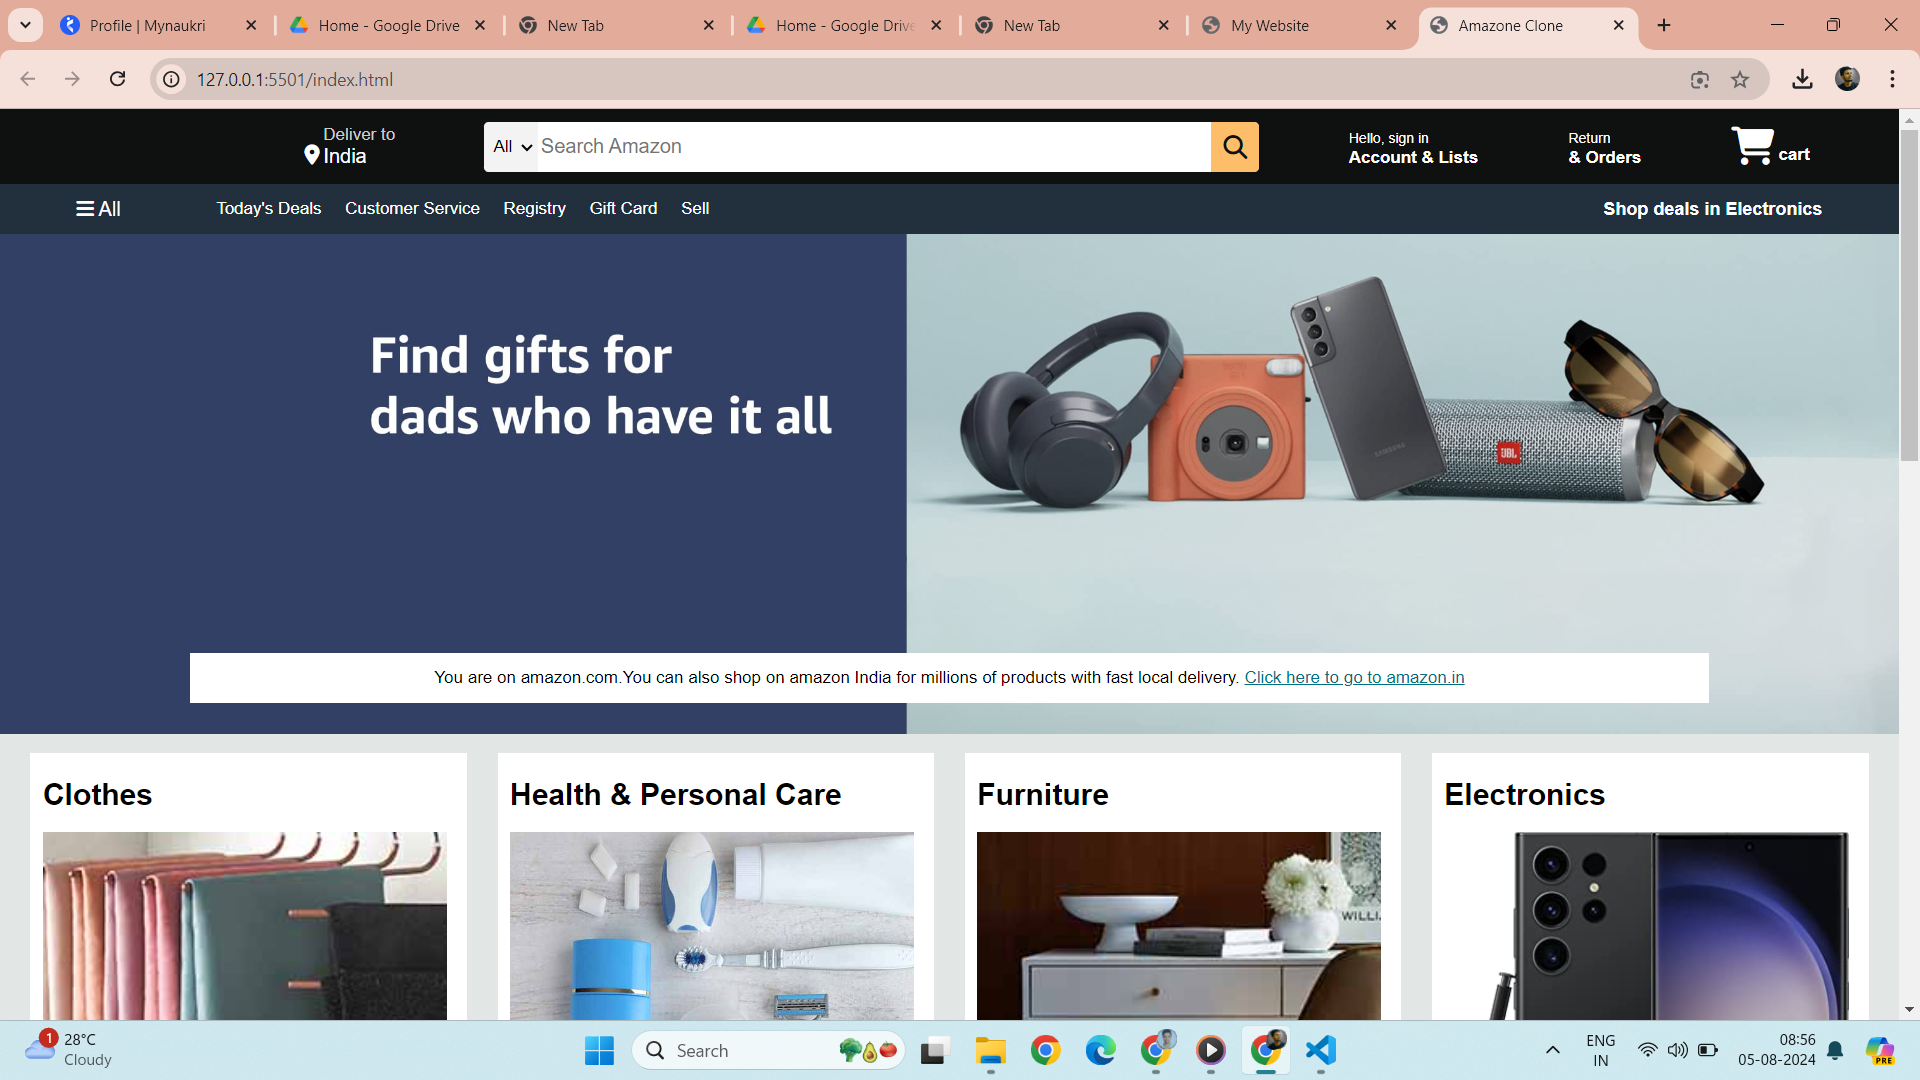 Profile | Mynaukri
Home - Google Drive
New Tab
Home - Google Drive
New Tab
My Website
Amazone Clone
127.0.0.1:5501/index.html
Deliver to
India
All
Search Amazon
Hello, sign in
Account & Lists
Return
& Orders
cart
All
Today's Deals
Customer Service
Registry
Gift Card
Sell
Shop deals in Electronics
Find gifts for
dads who have it all
SAMSUNG
JBL
You are on amazon.com.You can also shop on amazon India for millions of products with fast local delivery. Click here to go to amazon.in
Clothes
Health & Personal Care
Furniture
Electronics
WILLI
1
28°C
Cloudy
Search
ENG
IN
08:56
05-08-2024
PRE